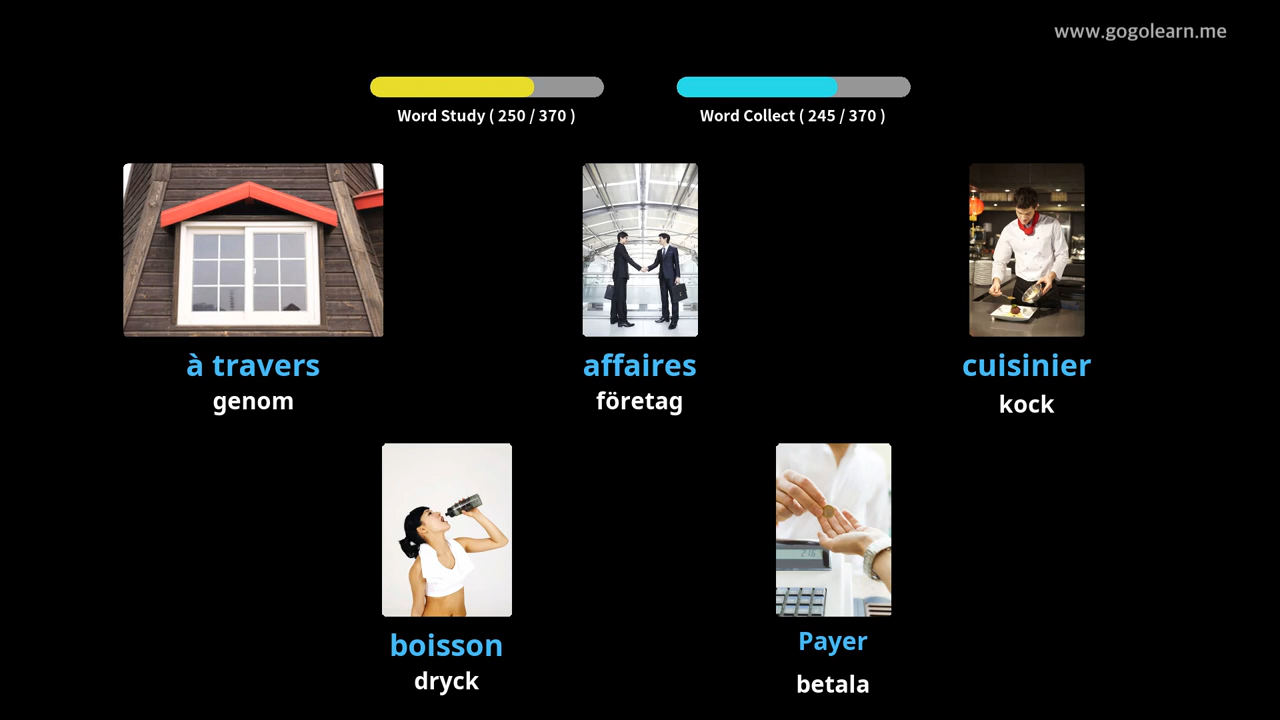 www.gogolearn.me
Word Study ( 250 / 370 )
Word Collect ( 245 / 370 )
à travers
genom
affaires
företag
cuisinier
kock
boisson
dryck
Payer
betala